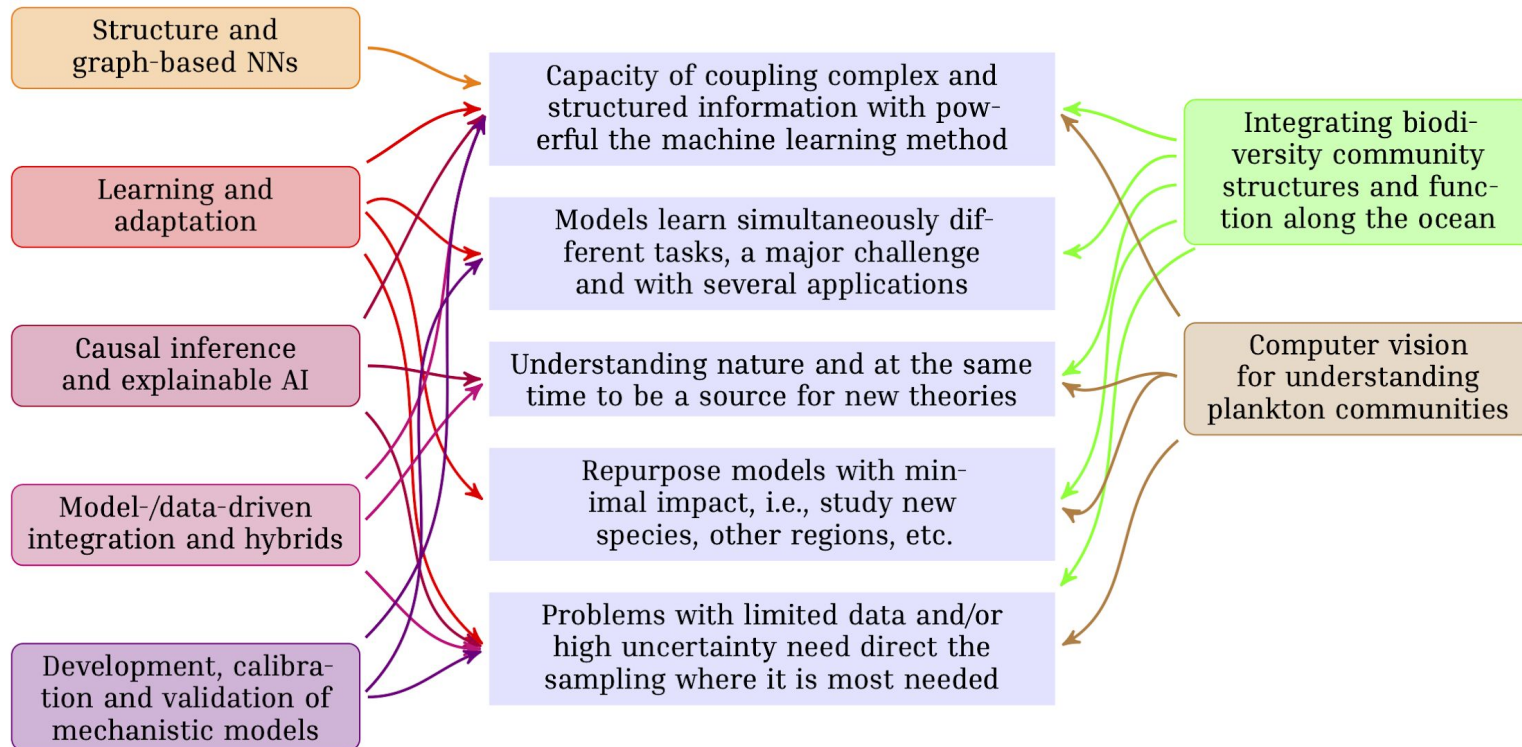 Structure and
graph-based NNs
Learning and
adaptation
Causal inference
and explainable AI
Model-/data-driven
integration and hybrids
Development, calibra-
tion and validation of
mechanistic models
Capacity of coupling complex and
structured information with pow-
erful the machine learning method
Models learn simultaneously dif-
ferent tasks, a major challenge
and with several applications
Understanding nature and at the same
time to be a source for new theories
Repurpose models with min-
imal impact, i.e., study new
species, other regions, etc.
Problems with limited data and/or
high uncertainty need direct the
sampling where it is most needed
Integrating biodi-
versity community
structures and func-
tion along the ocean
Computer vision
for understanding
plankton communities